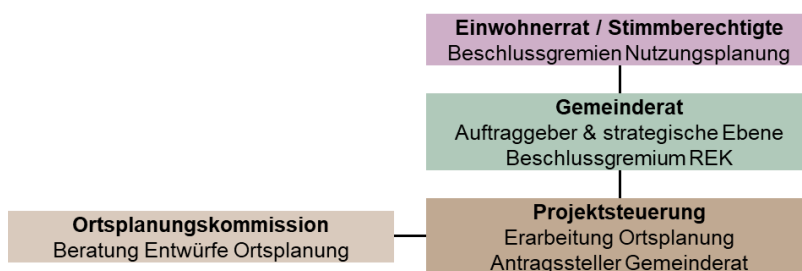 Einwohnerrat / Stimmberechtigte
Beschlussgremien Nutzungsplanung
Gemeinderat
Auftraggeber & strategische Ebene
Beschlussgremium REK
Ortsplanungskommission
Beratung Entwürfe Ortsplanung
Projektsteuerung
Erarbeitung Ortsplanung
Antragssteller Gemeinderat